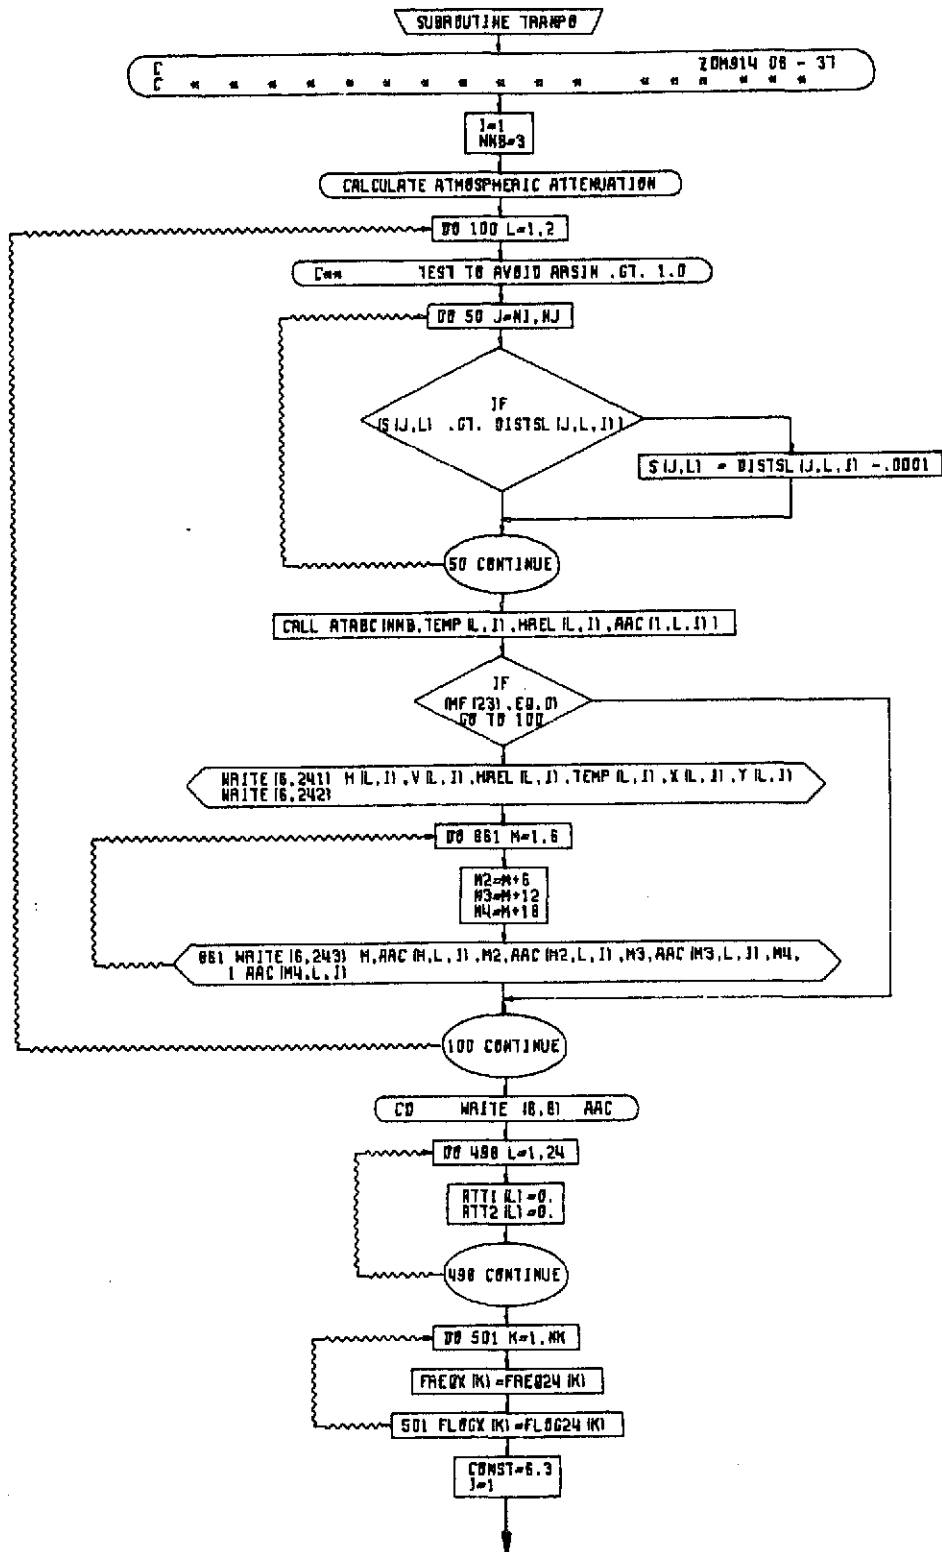 SUBROUTINE TRANPO
C ZOM914 06 - 37
C * * * * * * * * * * * * * * * * * *
I=1
NNB=3
CALCULATE ATMOSPHERIC ATTENUATION
DO 100 L=1,2
C** TEST TO AVOID ARSIN .GT. 1.0
DO 50 J=NI,NJ
IF
(S(J,L) .GT. DISTSL(J,L,I))
S(J,L) = DISTSL(J,L,I) -.0001
50 CONTINUE
CALL ATABC(NNB,TEMP(L,I),HREL(L,I),AAC(1,L,I))
IF
(MF(23).EQ.0)
GO TO 100
WRITE(6,241) H(L,I),V(L,I),HREL(L,I),TEMP(L,I),X(L,I),Y(L,I)
WRITE(6,242)
DO 861 M=1,6
M2=M+6
M3=M+12
M4=M+18
861 WRITE(6,243) M,AAC(M,L,I),M2,AAC(M2,L,I),M3,AAC(M3,L,I),M4,
1 AAC(M4,L,I)
100 CONTINUE
CD WRITE (6,8) AAC
DO 498 L=1,24
ATT1(L)=0.
ATT2(L)=0.
498 CONTINUE
DO 501 K=1,NK
FREQX(K)=FREQ24(K)
501 FLOGX(K)=FLOG24(K)
CONST=6.3
I=1